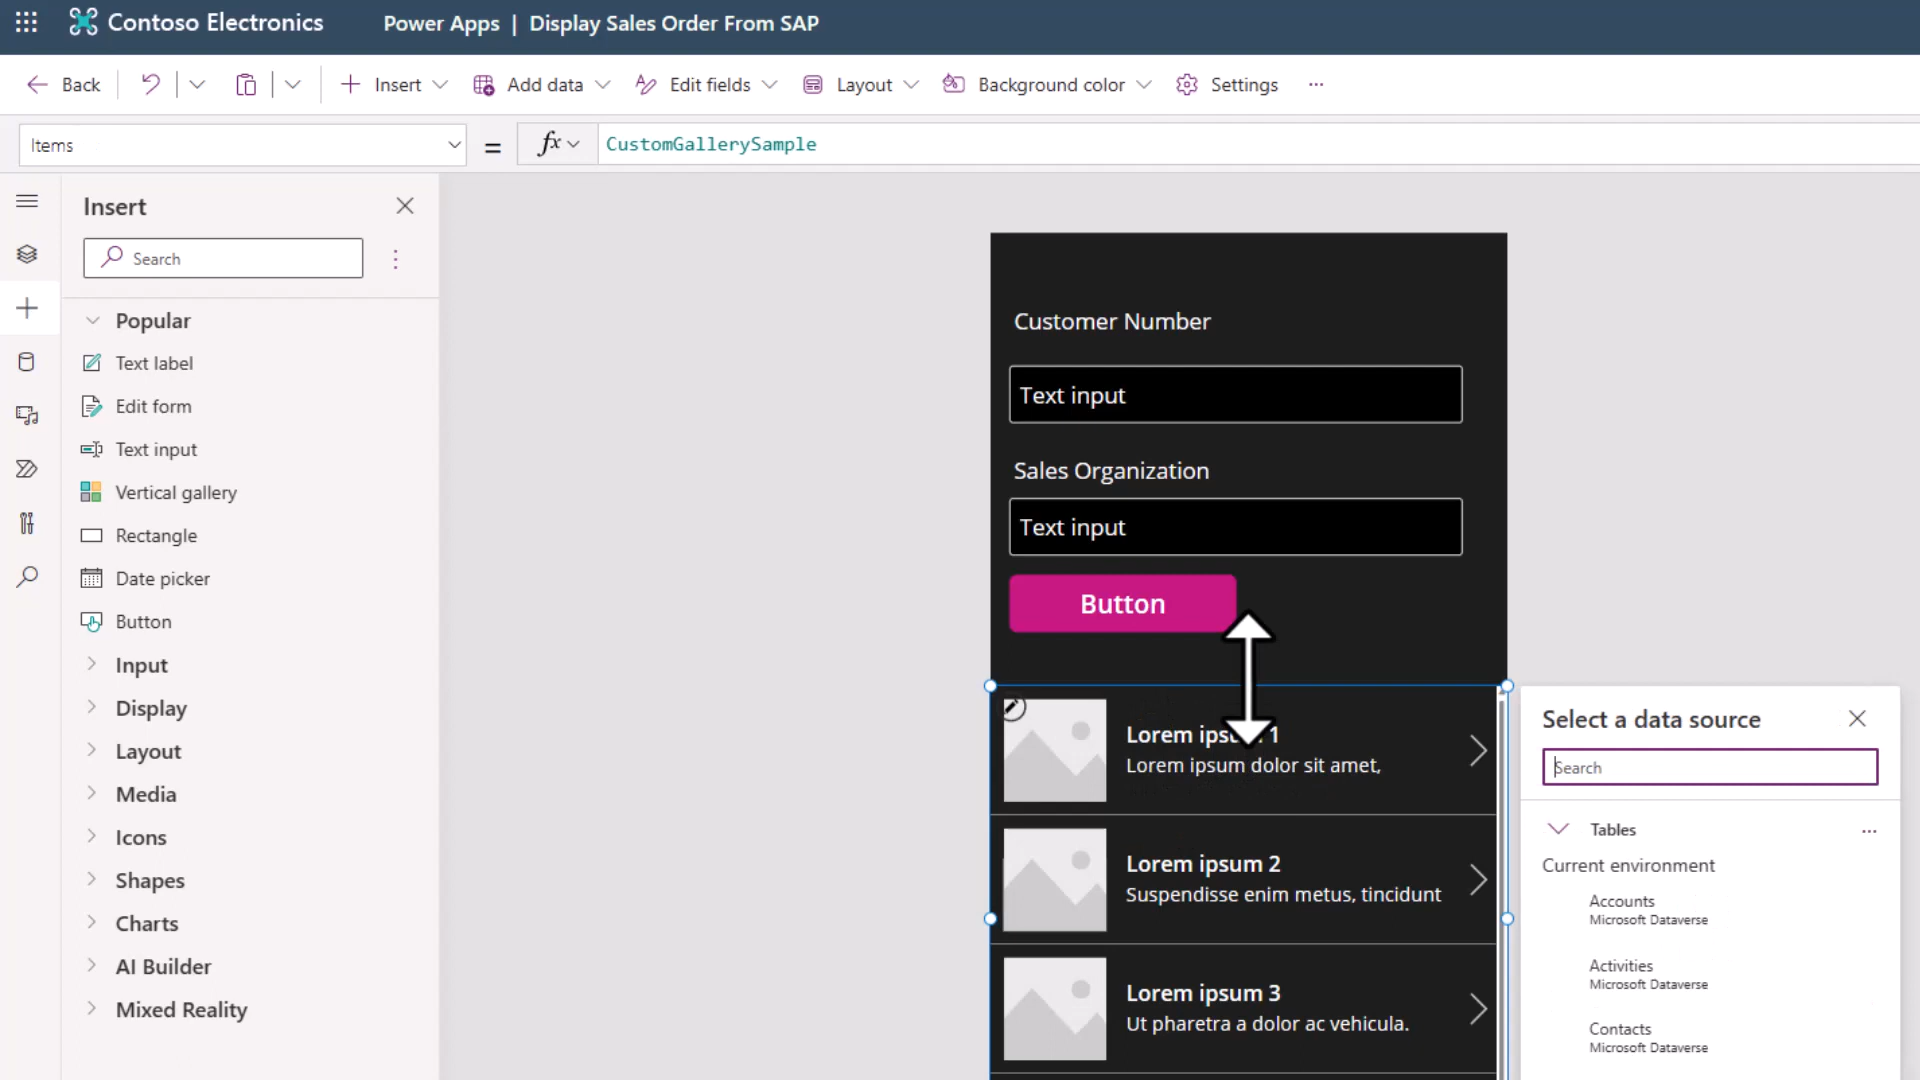 Contoso Electronics
Power Apps | Display Sales Order From SAP
Back
Insert
Add data
Edit fields
Layout
Background color
Settings
...
Items
=
fx
CustomGallerySample
Insert
Search
Popular
Text label
Edit form
Text input
Vertical gallery
Rectangle
Date picker
Button
Input
Display
Layout
Media
Icons
Shapes
Charts
AI Builder
Mixed Reality
Customer Number
Text input
Sales Organization
Text input
Button
Lorem 1
Lorem ipsum dolor sit amet,
Lorem ipsum 2
Suspendisse enim metus, tincidunt
Lorem ipsum 3
Ut pharetra a dolor ac vehicula.
Select a data source
Search
Tables
...
Current environment
Accounts
Microsoft Dataverse
Activities
Microsoft Dataverse
Contacts
Microsoft Dataverse